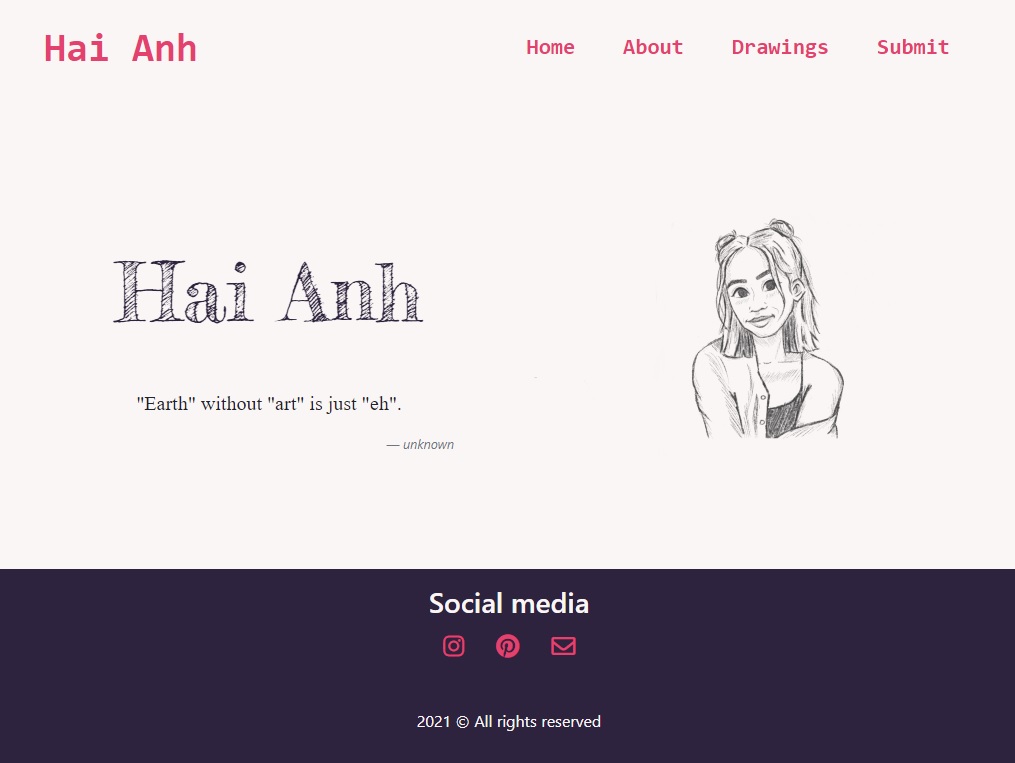 Hai Anh
Home About Drawings Submit
Hai Anh
"Earth" without "art" is just "eh".
— unknown
Social media
2021 © All rights reserved